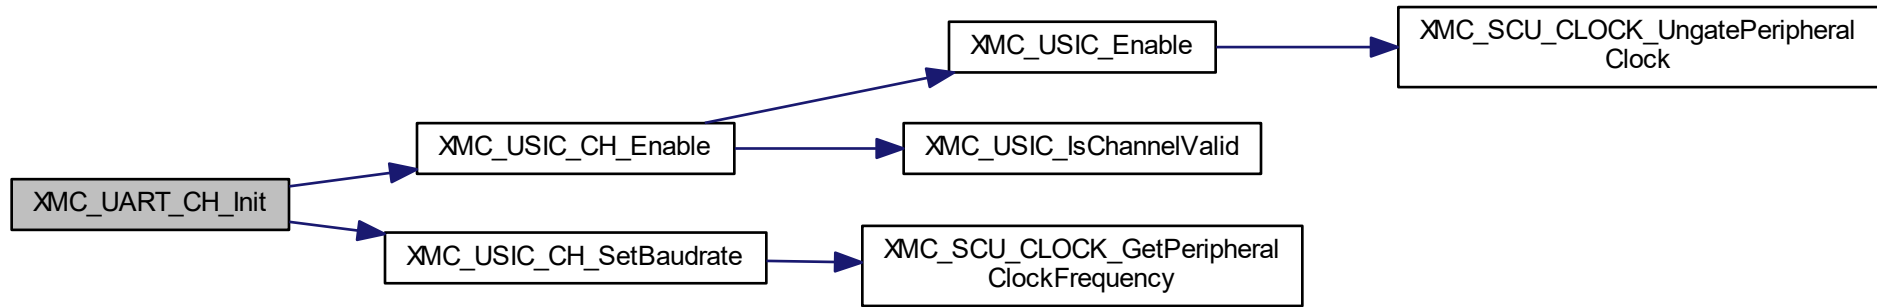 XMC_UART_CH_Init
XMC_USIC_CH_Enable
XMC_USIC_Enable
XMC_SCU_CLOCK_UngatePeripheral
Clock
XMC_USIC_IsChannelValid
XMC_USIC_CH_SetBaudrate
XMC_SCU_CLOCK_GetPeripheral
ClockFrequency